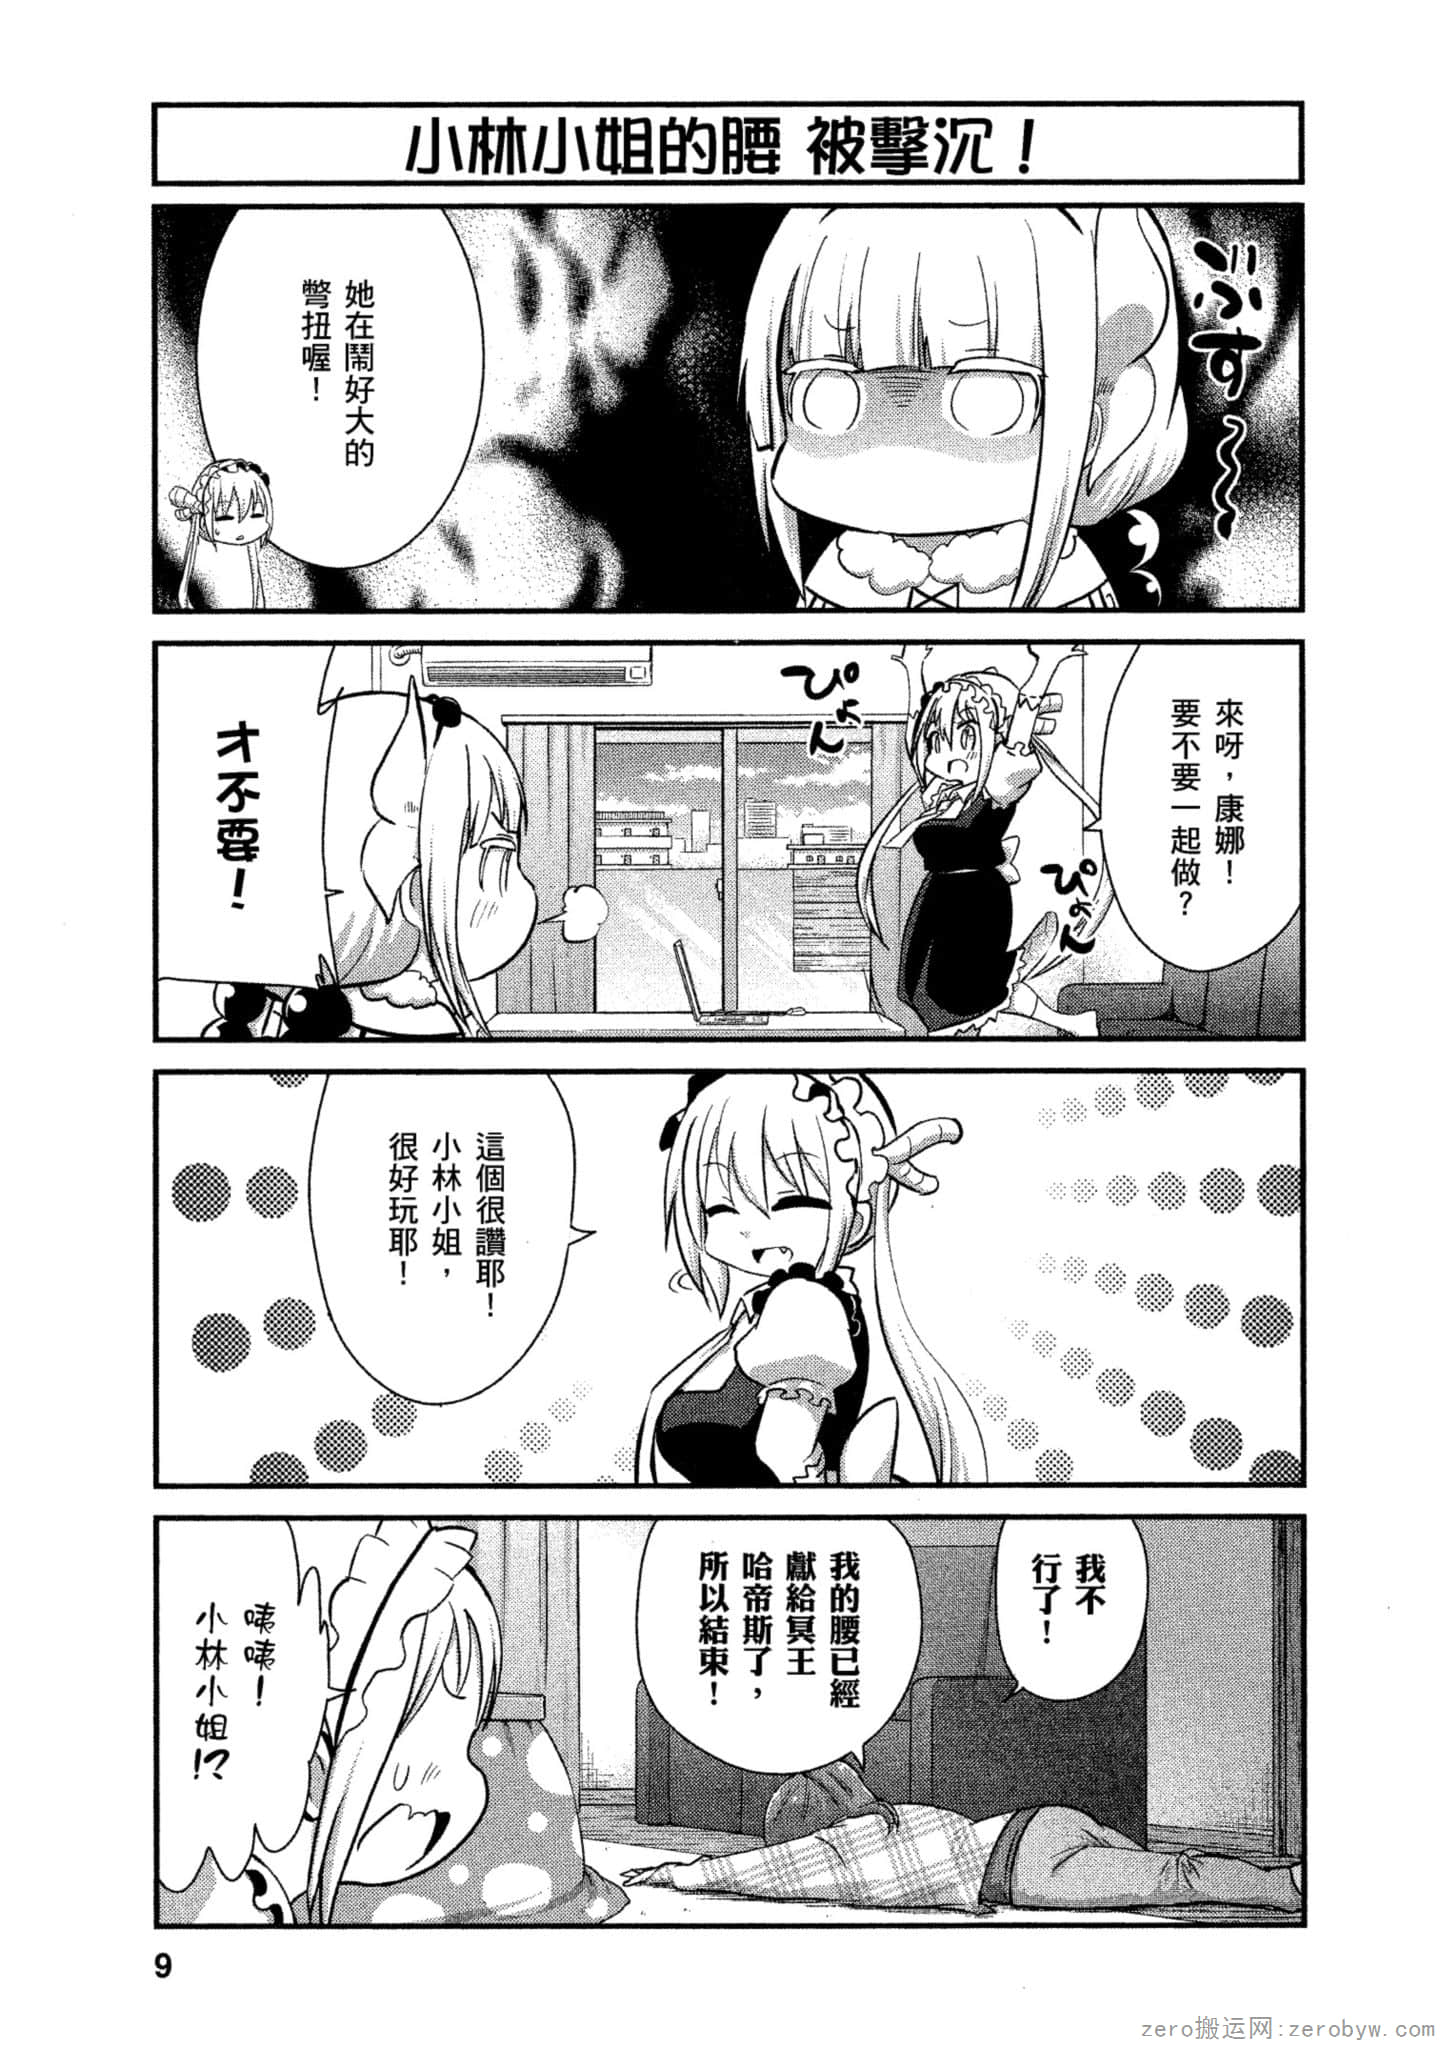 小林小姐的腰 被擊沉！
ぷす～
她在鬧好大的
彆扭喔！
來呀，康娜！
要不要一起做？
ぴょん
ぴょん
才不要！
這個很讚耶！
小林小姐，
很好玩耶！
我不
行了！
我的腰已經
獻給冥王
哈帝斯了，
所以結束！
咦咦！
小林小姐!?
9
zero搬运网:zerobyw.com